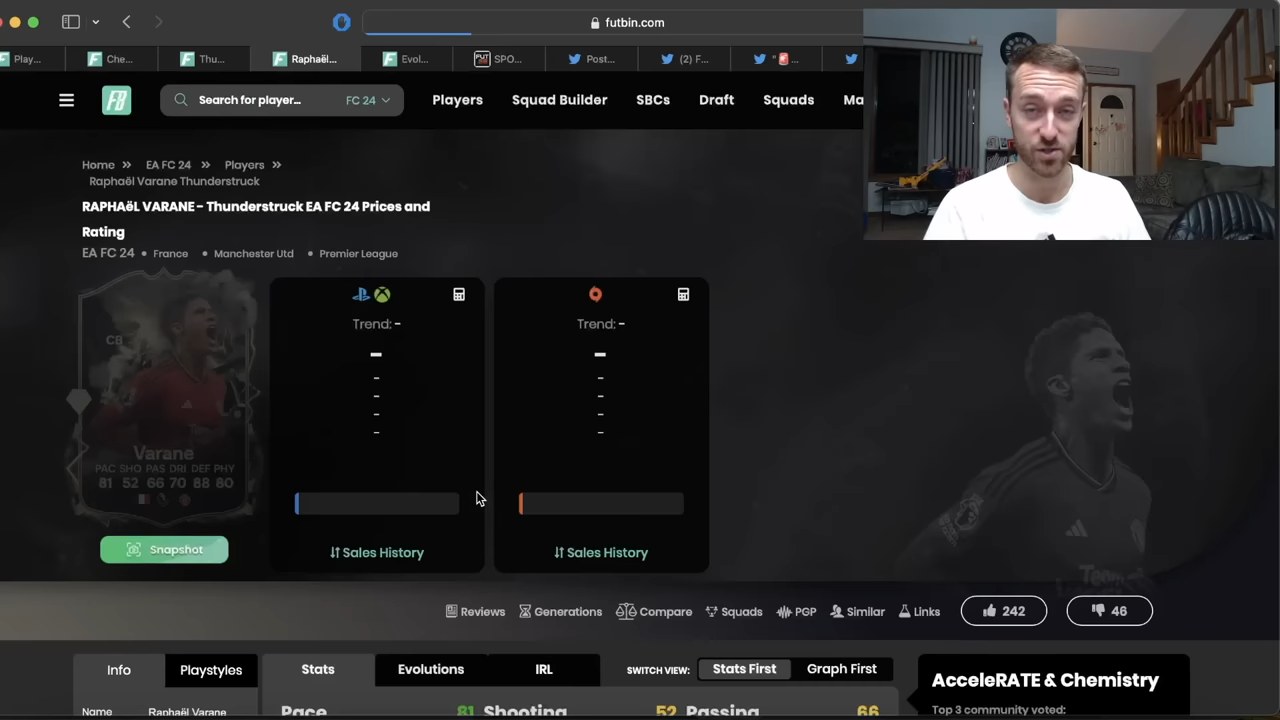 futbin.com
Play...
Che...
Thu...
Raphaël...
Evol...
SPO...
Post...
(2) F...
Search for player...
FC 24
Players
Squad Builder
SBCs
Draft
Squads
Ma
Home » EA FC 24 » Players »
Raphaël Varane Thunderstruck
RAPHAëL VARANE - Thunderstruck EA FC 24 Prices and
Rating
EA FC 24 • France • Manchester Utd • Premier League
CB
Varane
PAC SHO PAS DRI DEF PHY
81 52 66 70 88 80
Snapshot
Trend: -
Sales History
Trend: -
Sales History
Reviews
Generations
Compare
Squads
PGP
Similar
Links
242
46
Info
Playstyles
Stats
Evolutions
IRL
SWITCH VIEW:
Stats First
Graph First
Name Raphaël Varane
Pace 81 Shooting 52 Passing 66
AcceleRATE & Chemistry
Top 3 community voted: